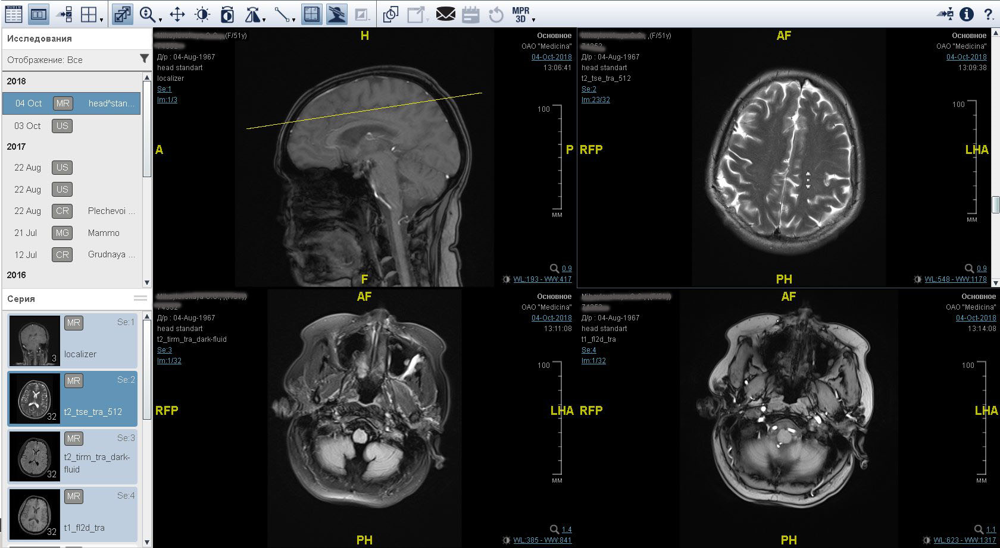 MPR
3D
i
?
Исследования
Отображение: Все
2018
04 Oct MR head^stan...
03 Oct US
2017
22 Aug US
22 Aug US
22 Aug CR Plechevoi ...
21 Jul MG Mammo
12 Jul CR Grudnaya ...
2016
Серия
MR Se:1
3 localizer
MR Se:2
32 t2_tse_tra_512
MR Se:3
t2_tirm_tra_dark-
32 fluid
MR Se:4
32 t1_fl2d_tra
,(F/51y)
Д/р : 04-Aug-1967
head standart
localizer
Se:1
Im:1/3
H
Основное
ОАО "Medicina"
04-Oct-2018
13:06:41
100
A
P
мм
F
0.9
WL:193 - WW:417
,(F/51y)
Д/р : 04-Aug-1967
head standart
t2_tse_tra_512
Se:2
Im:23/32
AF
Основное
ОАО "Medicina"
04-Oct-2018
13:09:38
100
RFP
LHA
мм
PH
0.9
WL:548 - WW:1178
Д/р : 04-Aug-1967
head standart
t2_tirm_tra_dark-fluid
Se:3
Im:1/32
AF
Основное
ОАО "Medicina"
04-Oct-2018
13:11:08
100
RFP
LHA
мм
PH
1.4
WL:385 - WW:841
Д/р : 04-Aug-1967
head standart
t1_fl2d_tra
Se:4
Im:1/32
AF
Основное
ОАО "Medicina"
04-Oct-2018
13:14:08
100
RFP
LHA
мм
PH
1.1
WL:623 - WW:1317